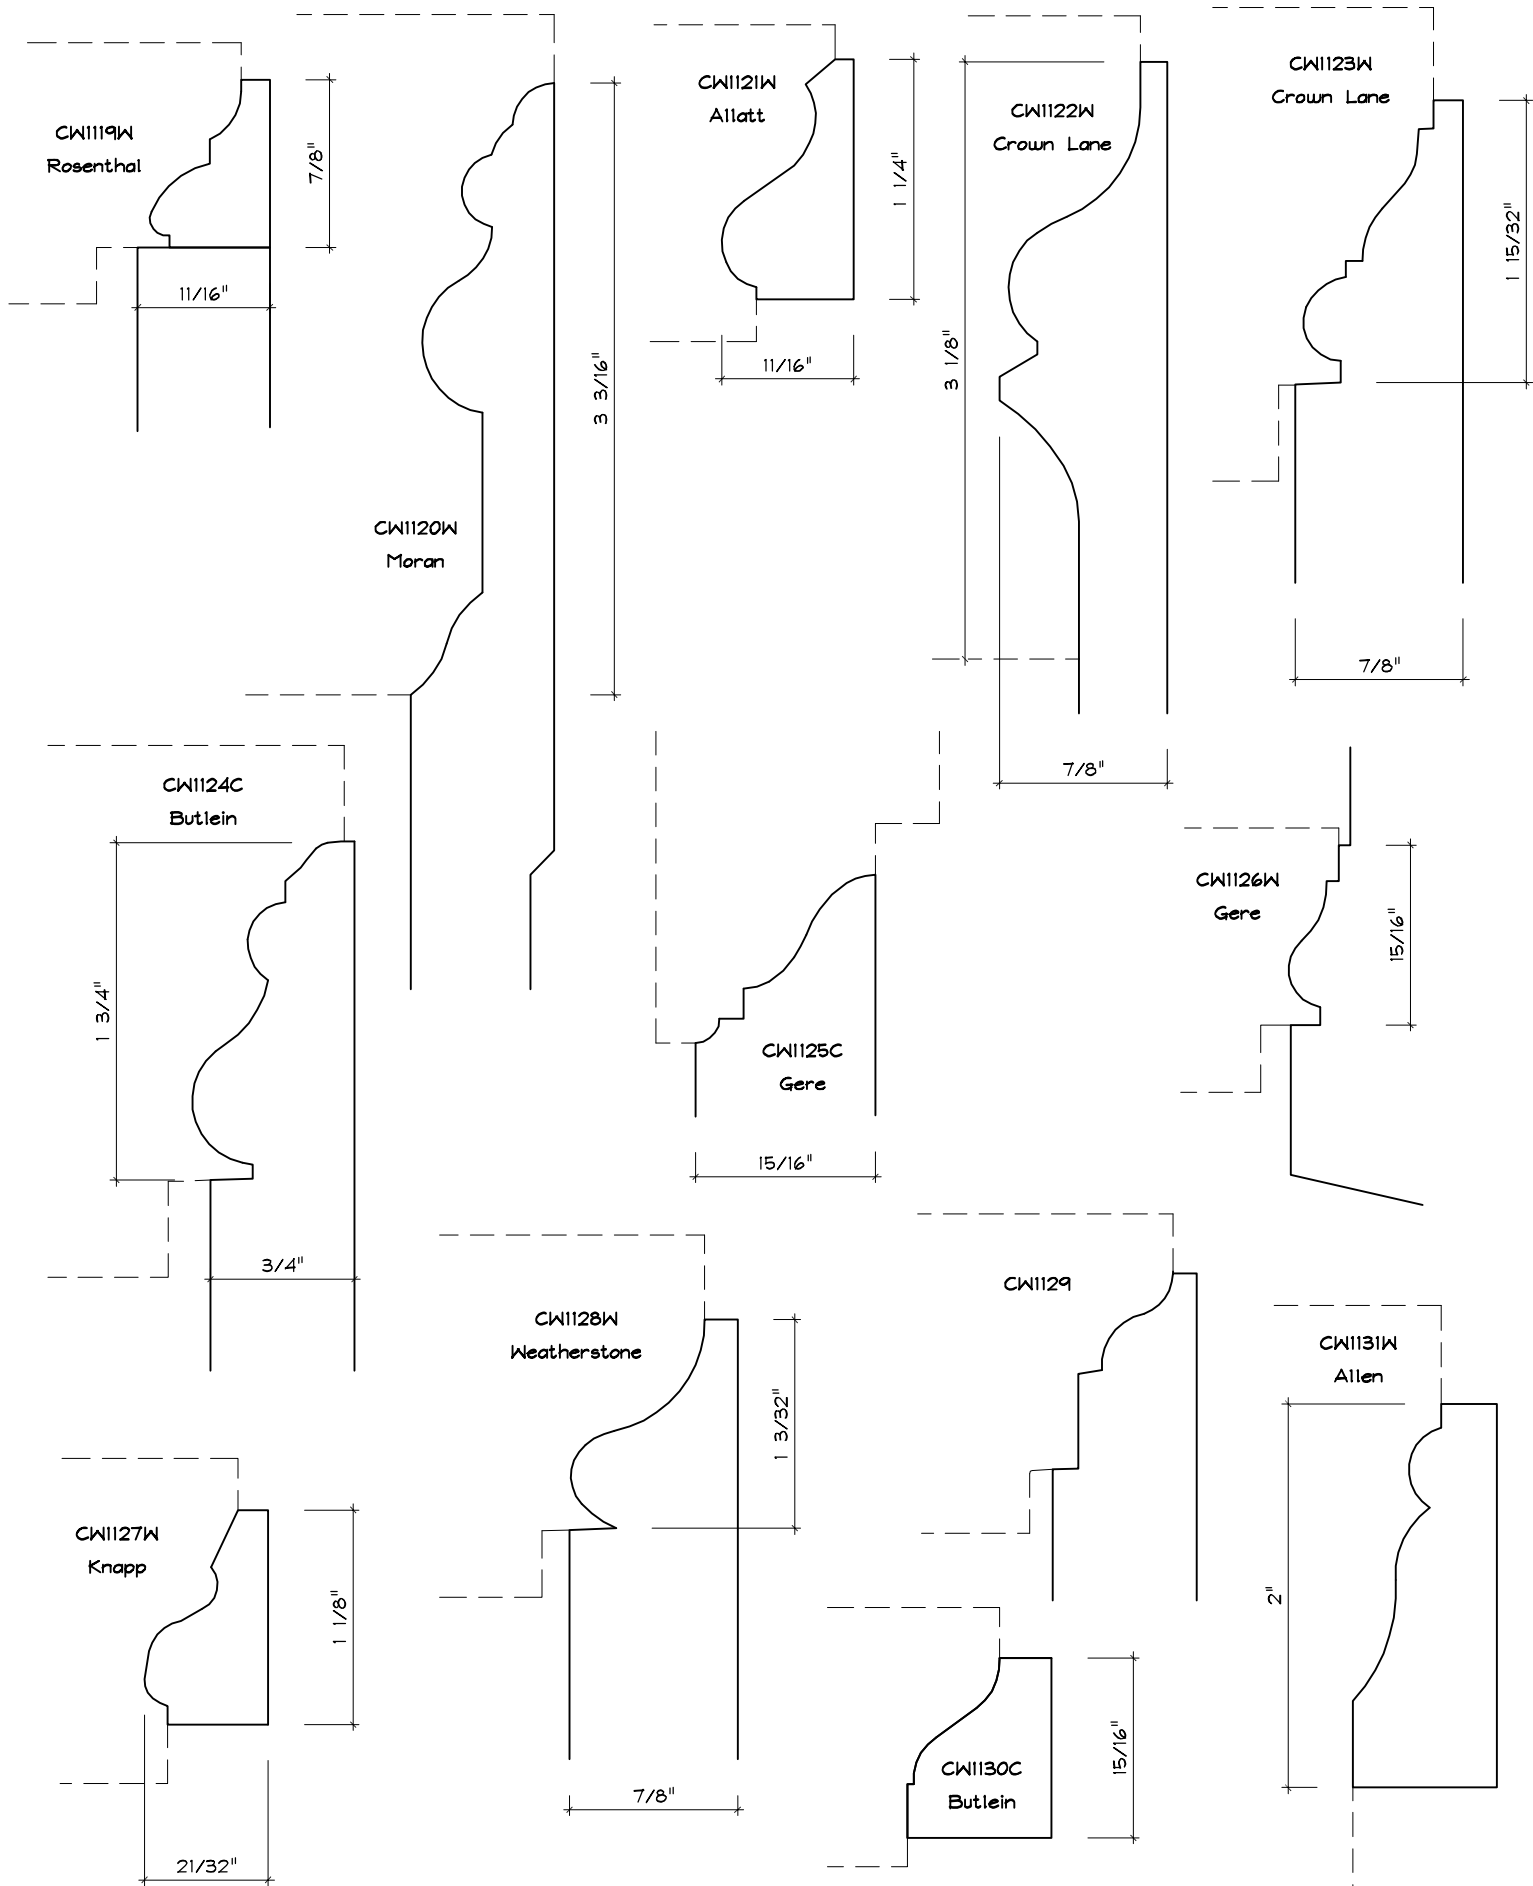 CW1119W
Rosenthal
7/8"
11/16"
CW1120W
Moran
3 3/16"
CW1121W
Allatt
1 1/4"
11/16"
CW1122W
Crown Lane
3 1/8"
7/8"
CW1123W
Crown Lane
1 15/32"
7/8"
CW1124C
Butlein
1 3/4"
3/4"
CW1125C
Gere
15/16"
CW1126W
Gere
15/16"
CW1127W
Knapp
1 1/8"
21/32"
CW1128W
Weatherstone
1 3/32"
7/8"
CW1129
CW1130C
Butlein
15/16"
CW1131W
Allen
2"